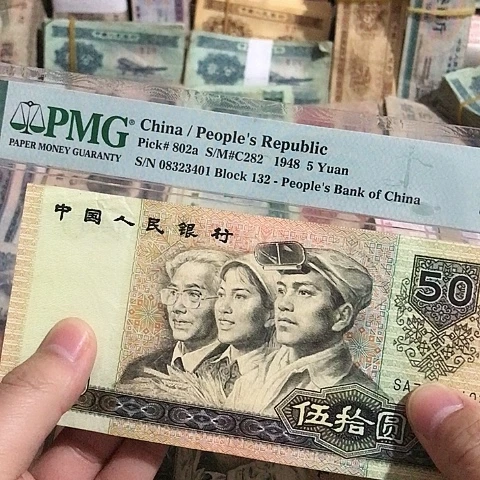 PMG®
PAPER MONEY GUARANTY
China / People's Republic
Pick# 802a S/M#C282 1948 5 Yuan
S/N 08323401 Block 132 - People's Bank of China
中国人民银行
50
SA
伍拾圆